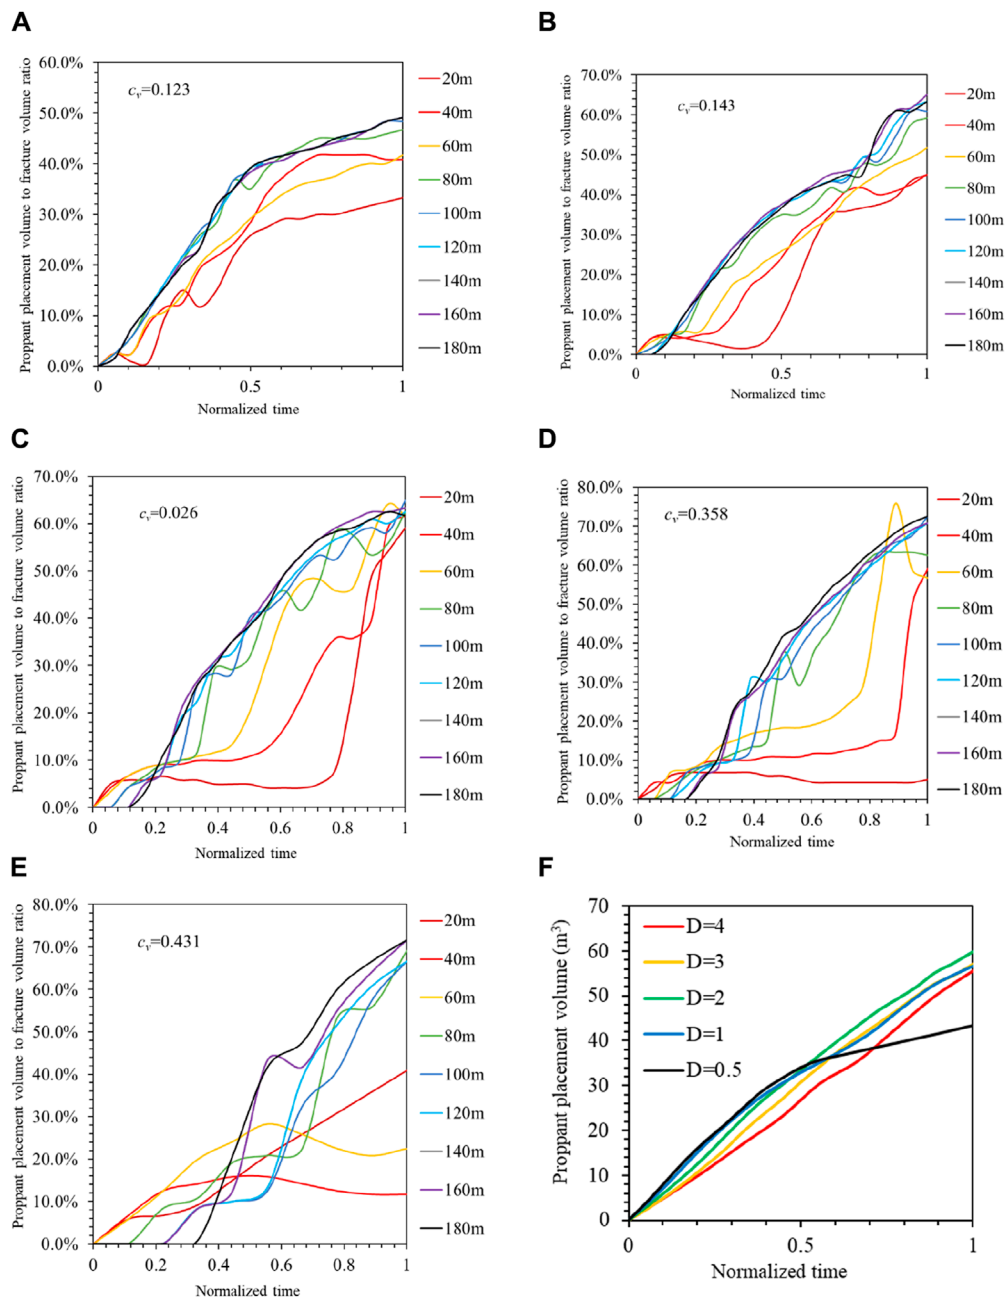 A
Proppant placement volume to fracture volume ratio
60.0%
50.0%
40.0%
30.0%
20.0%
10.0%
0.0%
cv=0.123
0
0.5
1
Normalized time
20m
40m
60m
80m
100m
120m
140m
160m
180m
B
Proppant placement volume to fracture volume ratio
70.0%
60.0%
50.0%
40.0%
30.0%
20.0%
10.0%
0.0%
cv=0.143
0
0.5
1
Normalized time
20m
40m
60m
80m
100m
120m
140m
160m
180m
C
Proppant placement volume to fracture volume ratio
70.0%
60.0%
50.0%
40.0%
30.0%
20.0%
10.0%
0.0%
cv=0.026
0
0.2
0.4
0.6
0.8
1
Normalized time
20m
40m
60m
80m
100m
120m
140m
160m
180m
D
Proppant placement volume to fracture volume ratio
80.0%
70.0%
60.0%
50.0%
40.0%
30.0%
20.0%
10.0%
0.0%
cv=0.358
0
0.2
0.4
0.6
0.8
1
Normalized time
20m
40m
60m
80m
100m
120m
140m
160m
180m
E
Proppant placement volume to fracture volume ratio
80.0%
70.0%
60.0%
50.0%
40.0%
30.0%
20.0%
10.0%
0.0%
cv=0.431
0
0.2
0.4
0.6
0.8
1
Normalized time
20m
40m
60m
80m
100m
120m
140m
160m
180m
F
Proppant placement volume (m³)
70
60
50
40
30
20
10
0
D=4
D=3
D=2
D=1
D=0.5
0
0.5
1
Normalized time